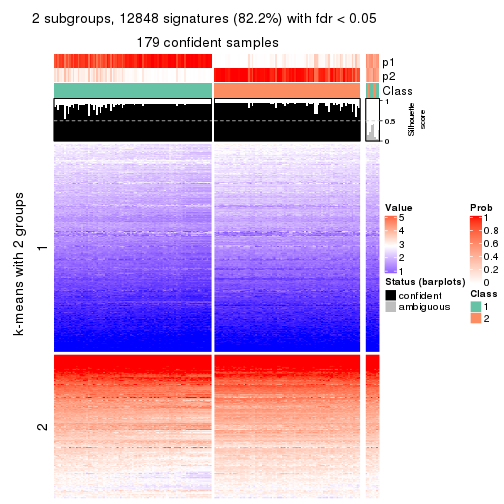 2 subgroups, 12848 signatures (82.2%) with fdr < 0.05
179 confident samples
p1
p2
Class
1
0.5
0
Silhouette
score
k-means with 2 groups
1
2
Value
5
4
3
2
1
Status (barplots)
confident
ambiguous
Prob
1
0.8
0.6
0.4
0.2
0
Class
1
2